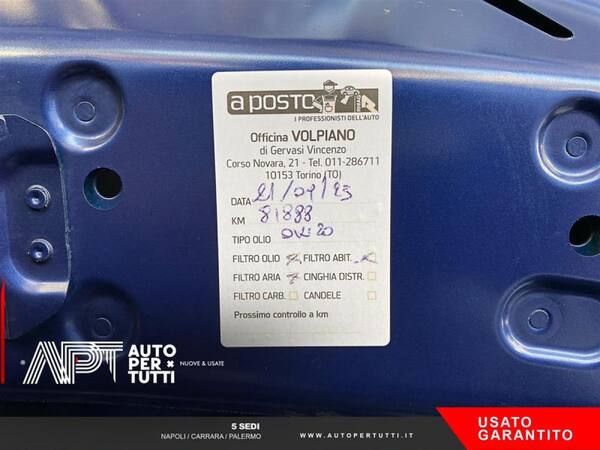 a posto
I PROFESSIONISTI DELL'AUTO
Officina VOLPIANO
di Gervasi Vincenzo
Corso Novara, 21 - Tel. 011-286711
10153 Torino (TO)
DATA 21/04/23
KM 81888
TIPO OLIO 0W20
FILTRO OLIO FILTRO ABIT.
FILTRO ARIA CINGHIA DISTR.
FILTRO CARB. CANDELE
Prossimo controllo a km
APT AUTO PER TUTTI
NUOVE & USATE
5 SEDI
NAPOLI / CARRARA / PALERMO
WWW.AUTOPERTUTTI.IT
USATO
GARANTITO